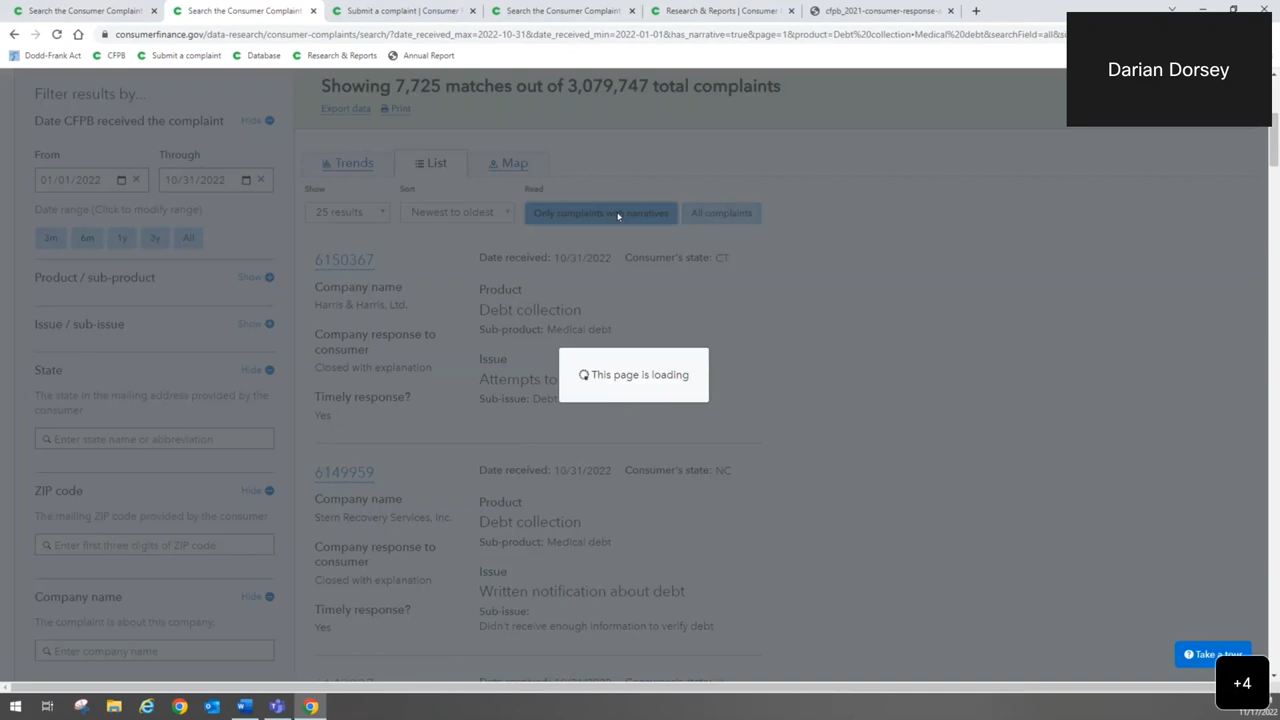 Search the Consumer Complaint
Search the Consumer Complaint
Submit a complaint | Consumer F
Search the Consumer Complaint
Research & Reports | Consumer
cfpb_2021-consumer-response-
consumerfinance.gov/data-research/consumer-complaints/search/?date_received_max=2022-10-31&date_received_min=2022-01-01&has_narrative=true&page=1&product=Debt%20collection•Medical%20debt&searchField=all&
Darian Dorsey
Dodd-Frank Act
CFPB
Submit a complaint
Database
Research & Reports
Annual Report
Showing 7,725 matches out of 3,079,747 total complaints
Export data
Print
Filter results by...
Date CFPB received the complaint
Hide
From
Through
01/01/2022
10/31/2022
Date range (Click to modify range)
3m
6m
1y
3y
All
Product / sub-product
Show
Issue / sub-issue
Show
State
Hide
The state in the mailing address provided by the
consumer
Enter state name or abbreviation
ZIP code
Hide
The mailing ZIP code provided by the consumer
Enter first three digits of ZIP code
Company name
Hide
The complaint is about this company.
Enter company name
Trends
List
Map
Show
Sort
Read
25 results
Newest to oldest
Only complaints with narratives
All complaints
6150367
Date received: 10/31/2022
Consumer's state: CT
Company name
Harris & Harris, Ltd.
Company response to
consumer
Closed with explanation
Timely response?
Yes
Product
Debt collection
Sub-product: Medical debt
Issue
Attempts to
Sub-issue: Debt
This page is loading
6149959
Date received: 10/31/2022
Consumer's state: NC
Company name
Stern Recovery Services, Inc.
Company response to
consumer
Closed with explanation
Timely response?
Yes
Product
Debt collection
Sub-product: Medical debt
Issue
Written notification about debt
Sub-issue:
Didn't receive enough information to verify debt
Take a tour
+4
11/17/2022